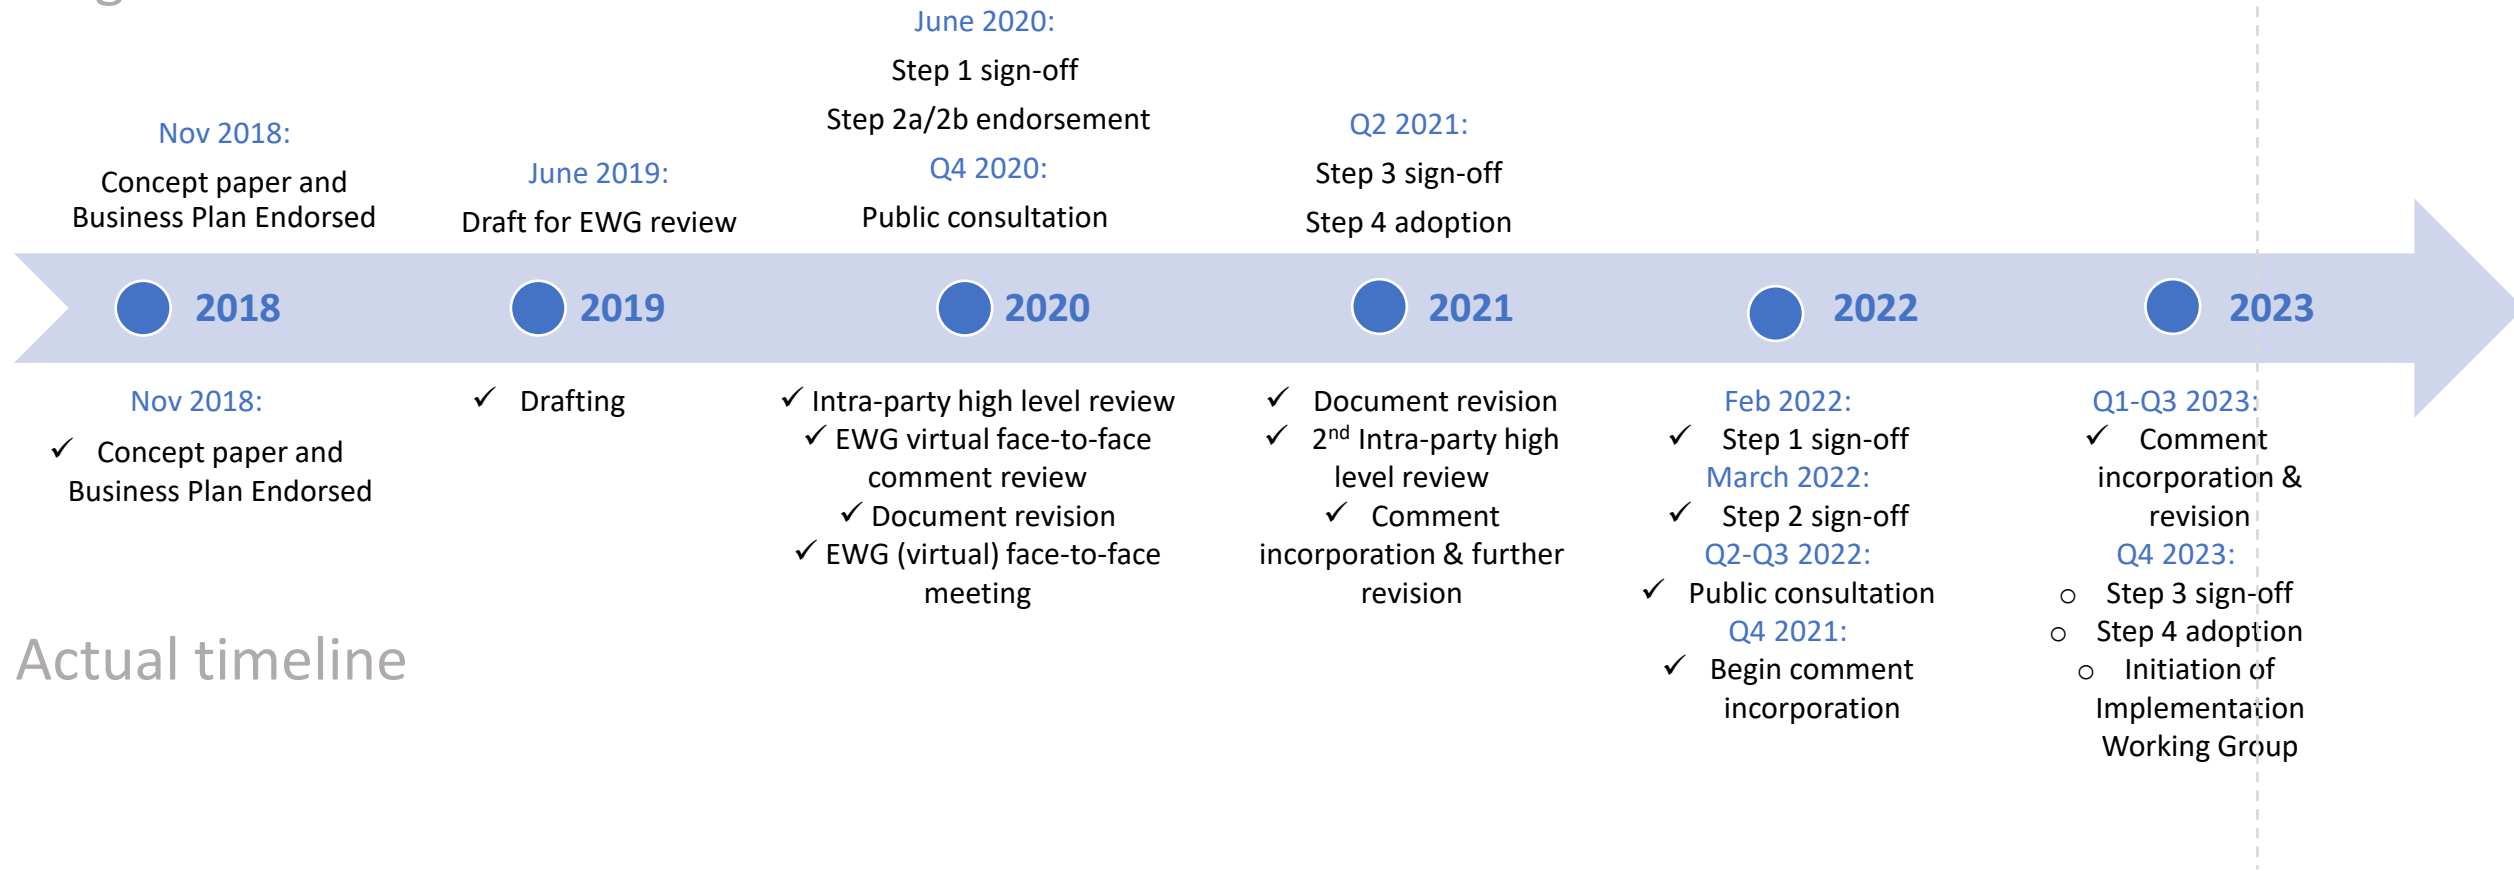 June 2020:
Step 1 sign-off
Step 2a/2b endorsement
Q4 2020:
Public consultation
Nov 2018:
Concept paper and
Business Plan Endorsed
June 2019:
Draft for EWG review
Q2 2021:
Step 3 sign-off
Step 4 adoption
2018
2019
2020
2021
2022
2023
Nov 2018:
✓ Concept paper and
Business Plan Endorsed
✓ Drafting
✓ Intra-party high level review
✓ EWG virtual face-to-face
comment review
✓ Document revision
✓ EWG (virtual) face-to-face
meeting
✓ Document revision
✓ 2nd Intra-party high
level review
✓ Comment
incorporation & further
revision
Feb 2022:
✓ Step 1 sign-off
March 2022:
✓ Step 2 sign-off
Q2-Q3 2022:
✓ Public consultation
Q4 2021:
✓ Begin comment
incorporation
Q1-Q3 2023:
✓ Comment
incorporation &
revision
Q4 2023:
o Step 3 sign-off
o Step 4 adoption
o Initiation of
Implementation
Working Group
Actual timeline